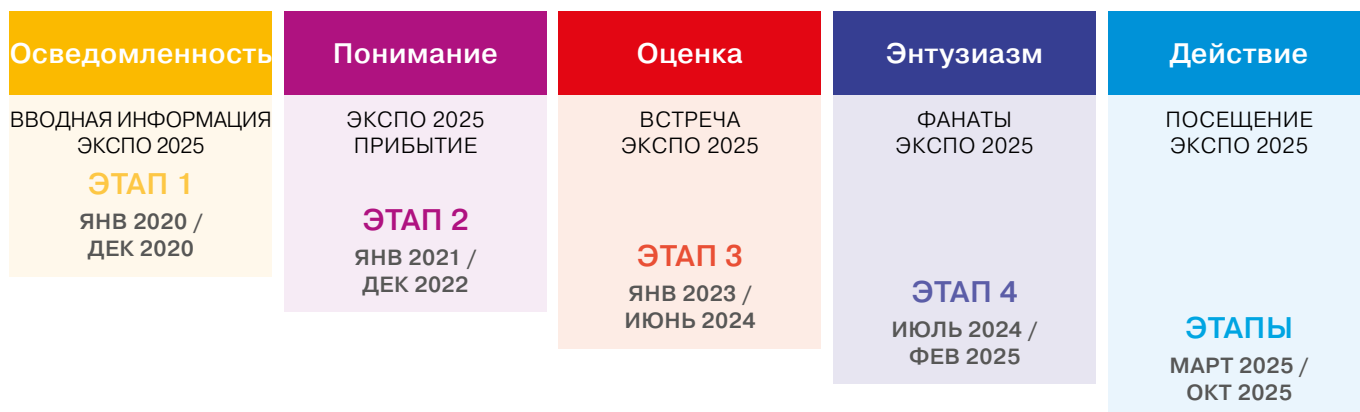 Осведомленность
ВВОДНАЯ ИНФОРМАЦИЯ
ЭКСПО 2025
ЭТАП 1
ЯНВ 2020 /
ДЕК 2020
Понимание
ЭКСПО 2025
ПРИБЫТИЕ
ЭТАП 2
ЯНВ 2021 /
ДЕК 2022
Оценка
ВСТРЕЧА
ЭКСПО 2025
ЭТАП 3
ЯНВ 2023 /
ИЮНЬ 2024
Энтузиазм
ФАНАТЫ
ЭКСПО 2025
ЭТАП 4
ИЮЛЬ 2024 /
ФЕВ 2025
Действие
ПОСЕЩЕНИЕ
ЭКСПО 2025
ЭТАПЫ
МАРТ 2025 /
ОКТ 2025